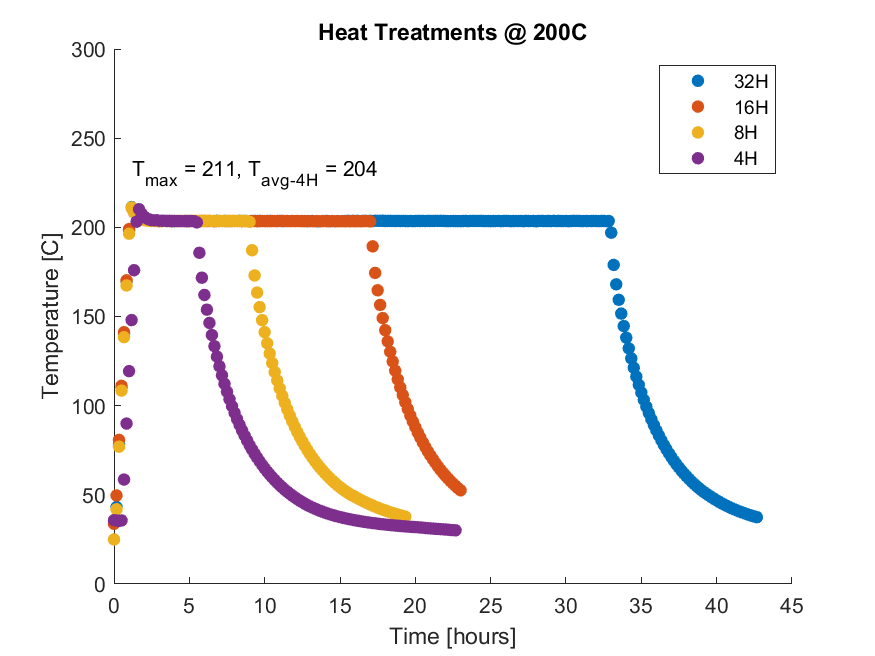 Heat Treatments @ 200C
300
250
200
150
100
50
0
Temperature [C]
Tmax = 211, Tavg-4H = 204
32H
16H
8H
4H
0 5 10 15 20 25 30 35 40 45
Time [hours]